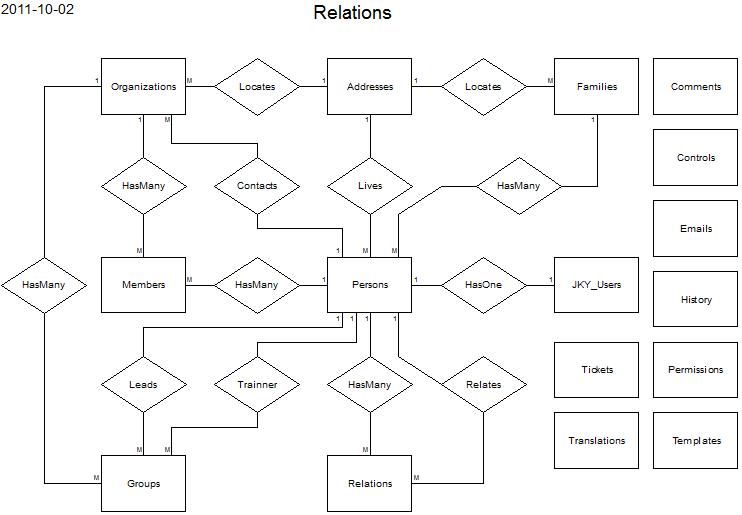 2011-10-02
Relations
1 M 1 1 M
Organizations Locates Addresses Locates Families Comments
1 M 1 1
HasMany Contacts Lives HasMany Controls
Emails
M 1 M M
M 1 1 1
HasMany Members HasMany Persons HasOne JKY_Users
History
1 1 1 1
Leads Trainner HasMany Relates Tickets Permissions
M M M
Translations Templates
M M
Groups Relations